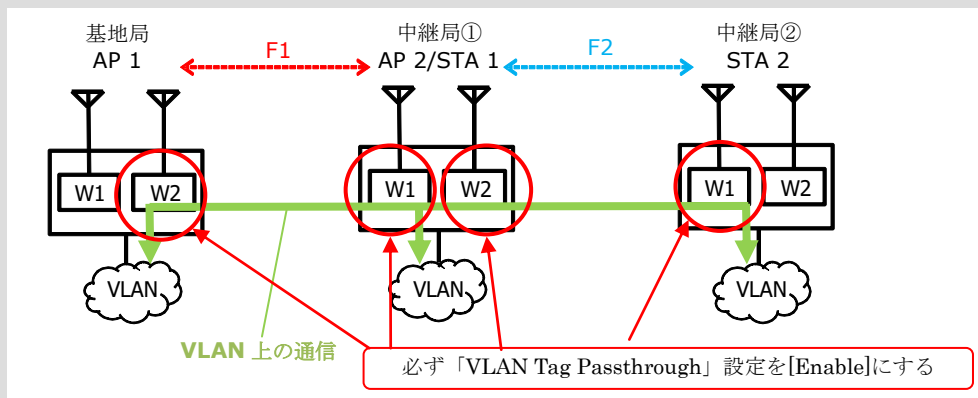 基地局
AP 1
F1
中継局①
AP 2/STA 1
F2
中継局②
STA 2
W1
W2
W1
W2
W1
W2
VLAN
VLAN
VLAN
VLAN 上の通信
必ず「VLAN Tag Passthrough」設定を[Enable]にする